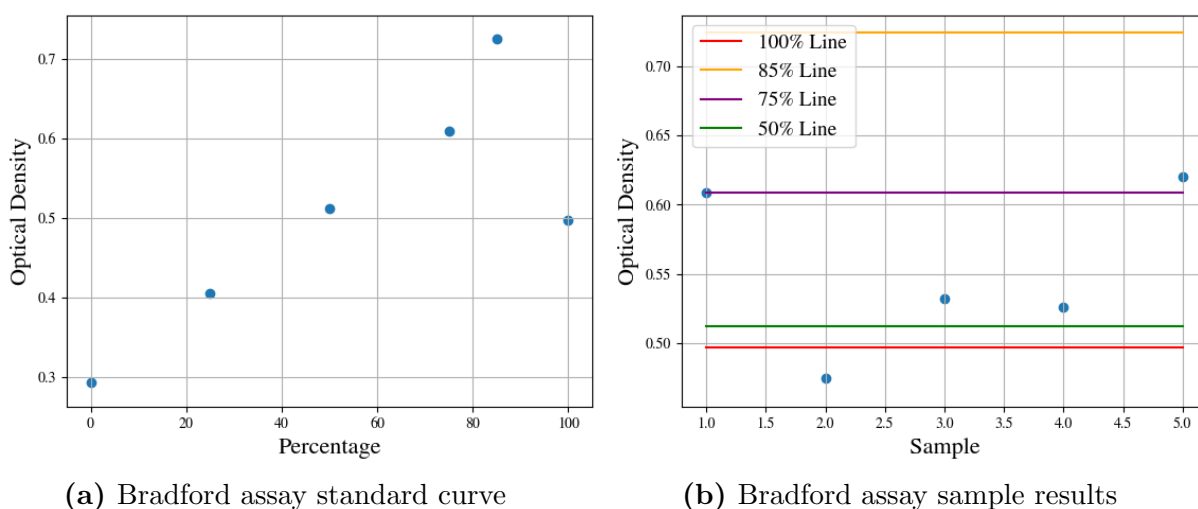 0.7
0.6
0.5
0.4
0.3
Optical Density
0 20 40 60 80 100
Percentage
(a) Bradford assay standard curve
100% Line
85% Line
75% Line
50% Line
0.70
0.65
0.60
0.55
0.50
Optical Density
1.0 1.5 2.0 2.5 3.0 3.5 4.0 4.5 5.0
Sample
(b) Bradford assay sample results